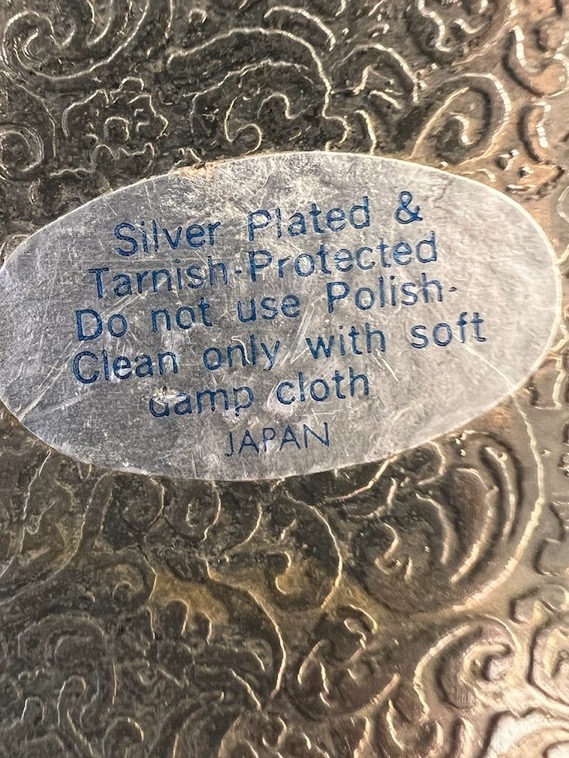 Silver Plated &
Tarnish-Protected
Do not use Polish-
Clean only with soft
damp cloth
JAPAN